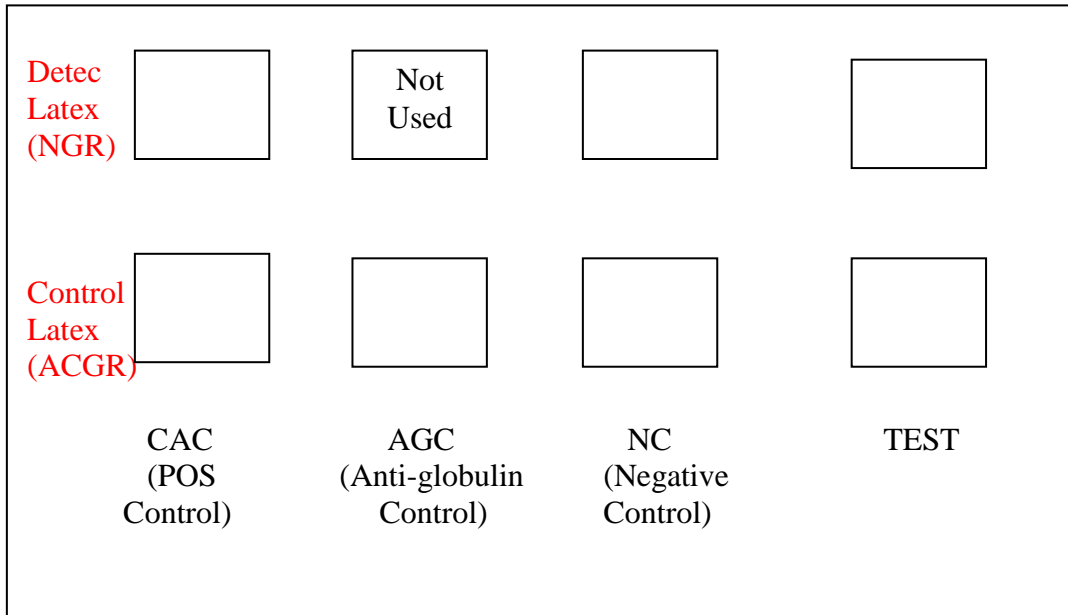 Detec
Latex
(NGR)
Not
Used
Control
Latex
(ACGR)
CAC
(POS
Control)
AGC
(Anti-globulin
Control)
NC
(Negative
Control)
TEST